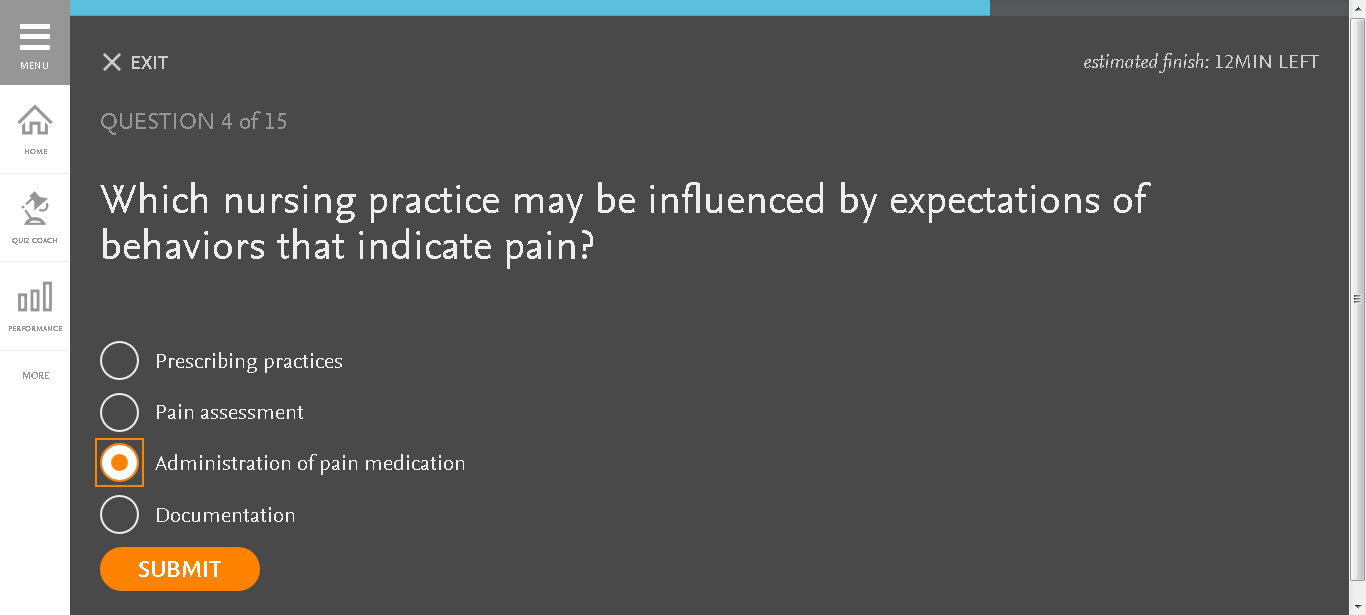 MENU
HOME
QUIZ COACH
PERFORMANCE
MORE
EXIT
estimated finish: 12MIN LEFT
QUESTION 4 of 15
Which nursing practice may be influenced by expectations of
behaviors that indicate pain?
Prescribing practices
Pain assessment
Administration of pain medication
Documentation
SUBMIT